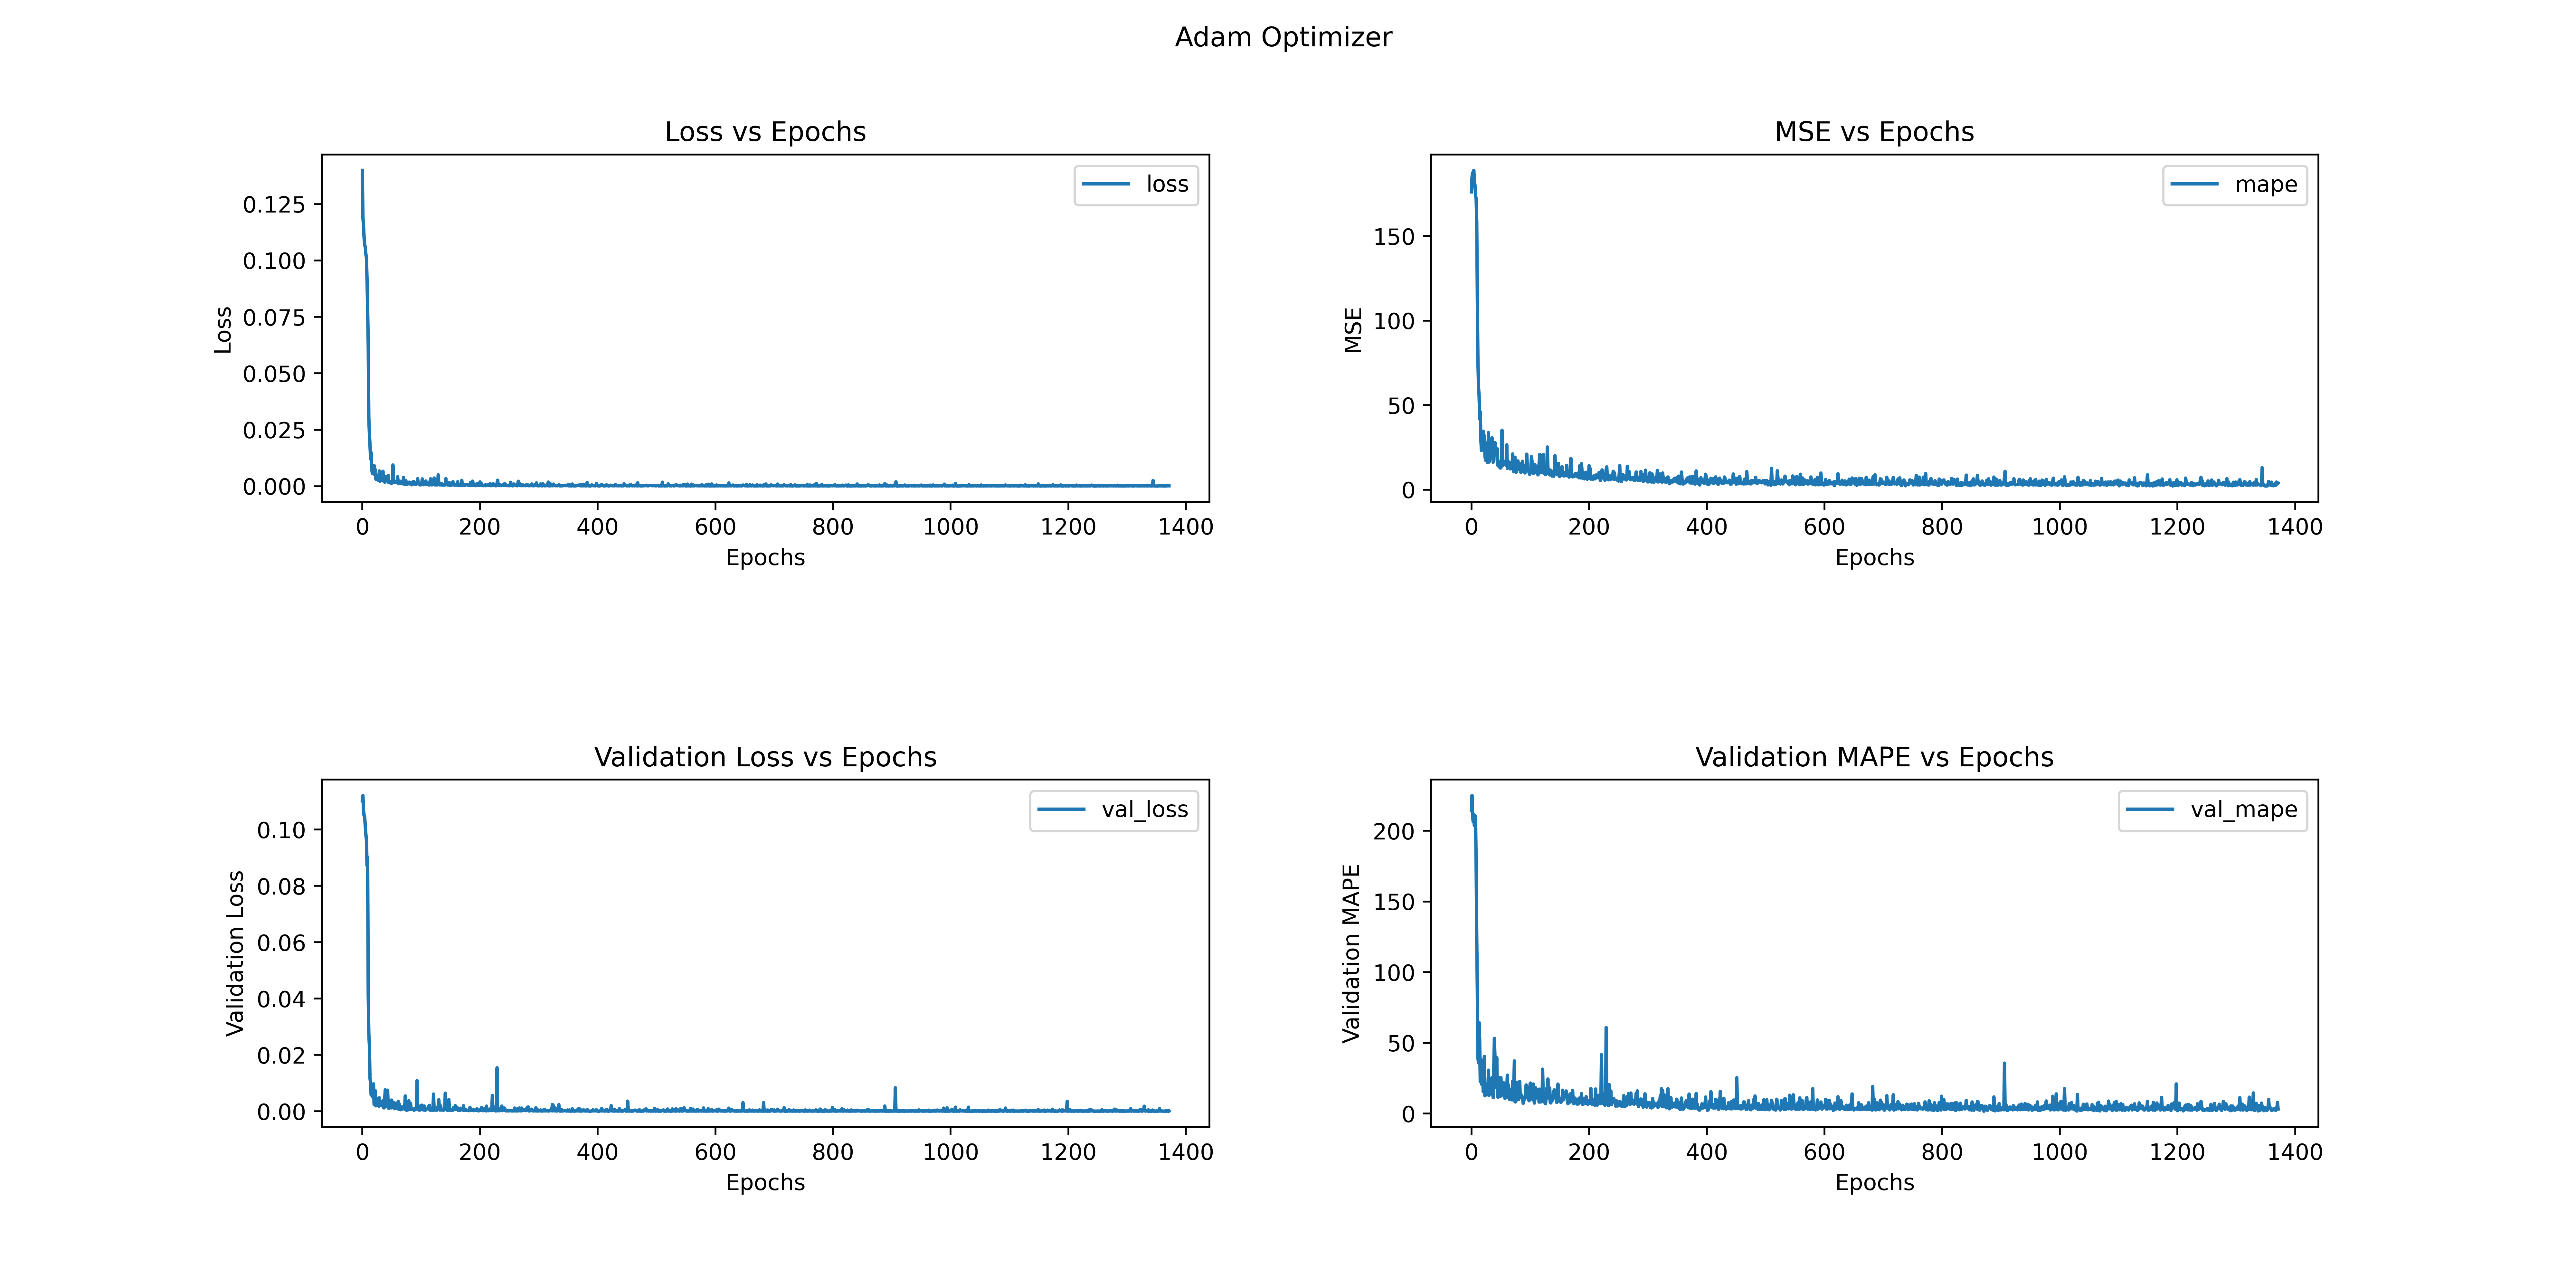 Adam Optimizer
Loss vs Epochs
loss
0.125
0.100
0.075
0.050
0.025
0.000
Loss
0 200 400 600 800 1000 1200 1400
Epochs
MSE vs Epochs
mape
150
100
50
0
MSE
0 200 400 600 800 1000 1200 1400
Epochs
Validation Loss vs Epochs
val_loss
0.10
0.08
0.06
0.04
0.02
0.00
Validation Loss
0 200 400 600 800 1000 1200 1400
Epochs
Validation MAPE vs Epochs
val_mape
200
150
100
50
0
Validation MAPE
0 200 400 600 800 1000 1200 1400
Epochs